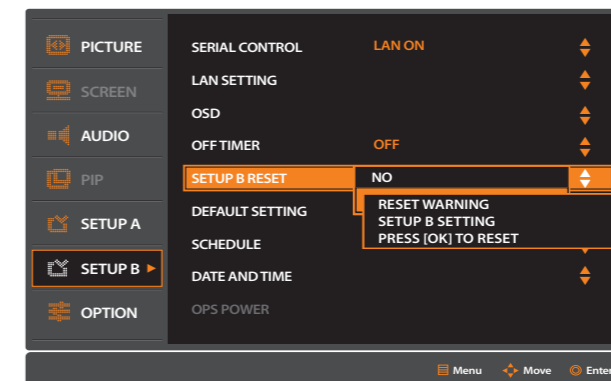 PICTURE
SCREEN
AUDIO
PIP
SETUP A
SETUP B
OPTION
SERIAL CONTROL LAN ON
LAN SETTING
OSD
OFF TIMER OFF
SETUP B RESET NO
RESET WARNING
SETUP B SETTING
PRESS [OK] TO RESET
DEFAULT SETTING
SCHEDULE
DATE AND TIME
OPS POWER
Menu Move Enter